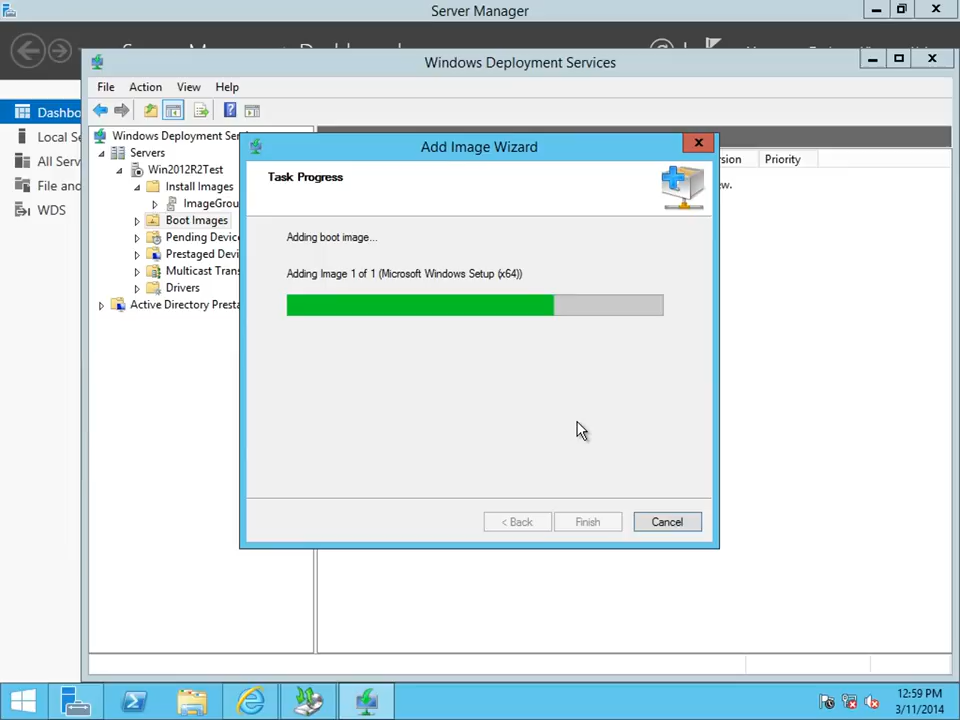 Server Manager
Windows Deployment Services
File Action View Help
Dashbo
Local Se
All Serv
File and
WDS
Windows Deployment Ser
Servers
Win2012R2Test
Install Images
ImageGrou
Boot Images
Pending Device
Prestaged Devi
Multicast Trans
Drivers
Active Directory Presta
sion Priority
w.
Add Image Wizard
Task Progress
Adding boot image...
Adding Image 1 of 1 (Microsoft Windows Setup (x64))
< Back Finish Cancel
12:59 PM
3/11/2014